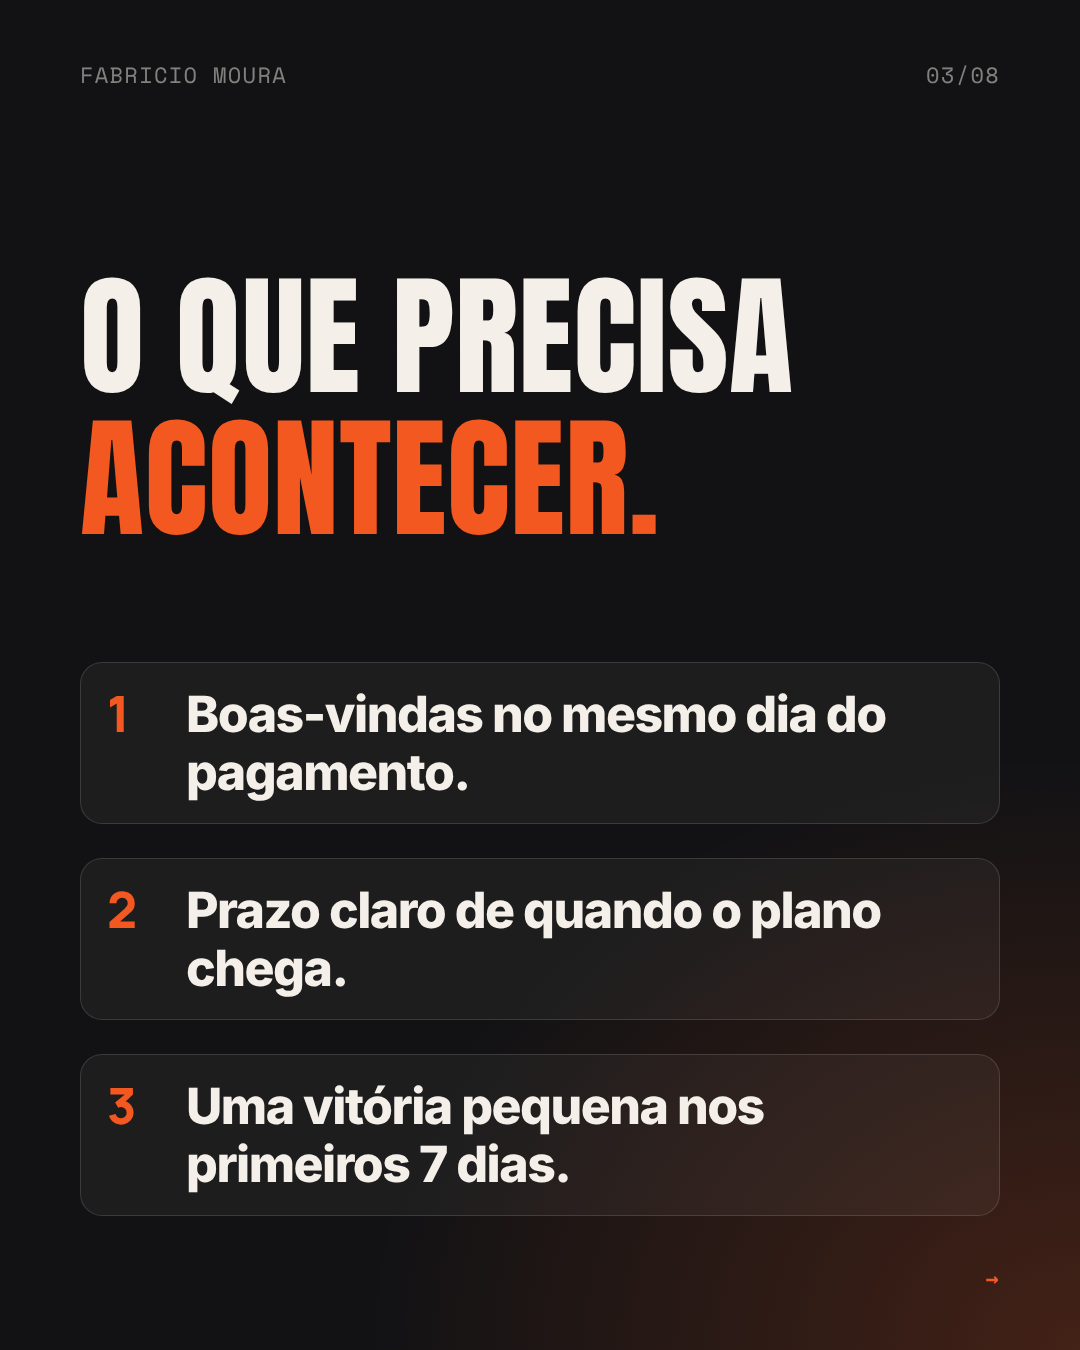 FABRICIO MOURA
03/08
O QUE PRECISA
ACONTECER.
1
Boas-vindas no mesmo dia do
pagamento.
2
Prazo claro de quando o plano
chega.
3
Uma vitória pequena nos
primeiros 7 dias.
→